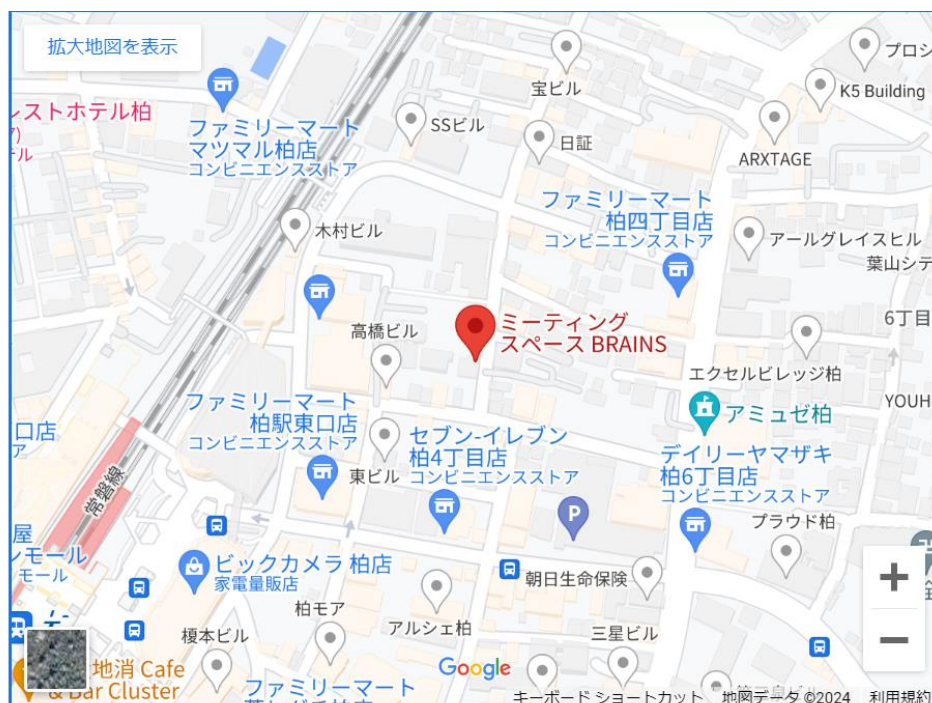 拡大地図を表示
プロシ
K5 Building
宝ビル
レストホテル柏
ファミリーマート
マツマル柏店
コンビニエンスストア
SSビル
日証
ARXTAGE
木村ビル
ファミリーマート
柏四丁目店
コンビニエンスストア
アールグレイスヒル
葉山シテ
ミーティング
スペース BRAINS
高橋ビル
6丁目
エクセルビレッジ柏
YOUH
アミュゼ柏
ファミリーマート
柏駅東口店
コンビニエンスストア
口店
ア
セブン-イレブン
柏4丁目店
コンビニエンスストア
東ビル
デイリーヤマザキ
柏6丁目店
コンビニエンスストア
常磐線
P
プラウド柏
屋
ンモール
モール
ビックカメラ 柏店
家電量販店
朝日生命保険
柏モア
アルシェ柏
榎本ビル
三星ビル
地消 Cafe
& Bar Cluster
ファミリーマート
Google
キーボード ショートカット 地図データ ©2024 利用規約